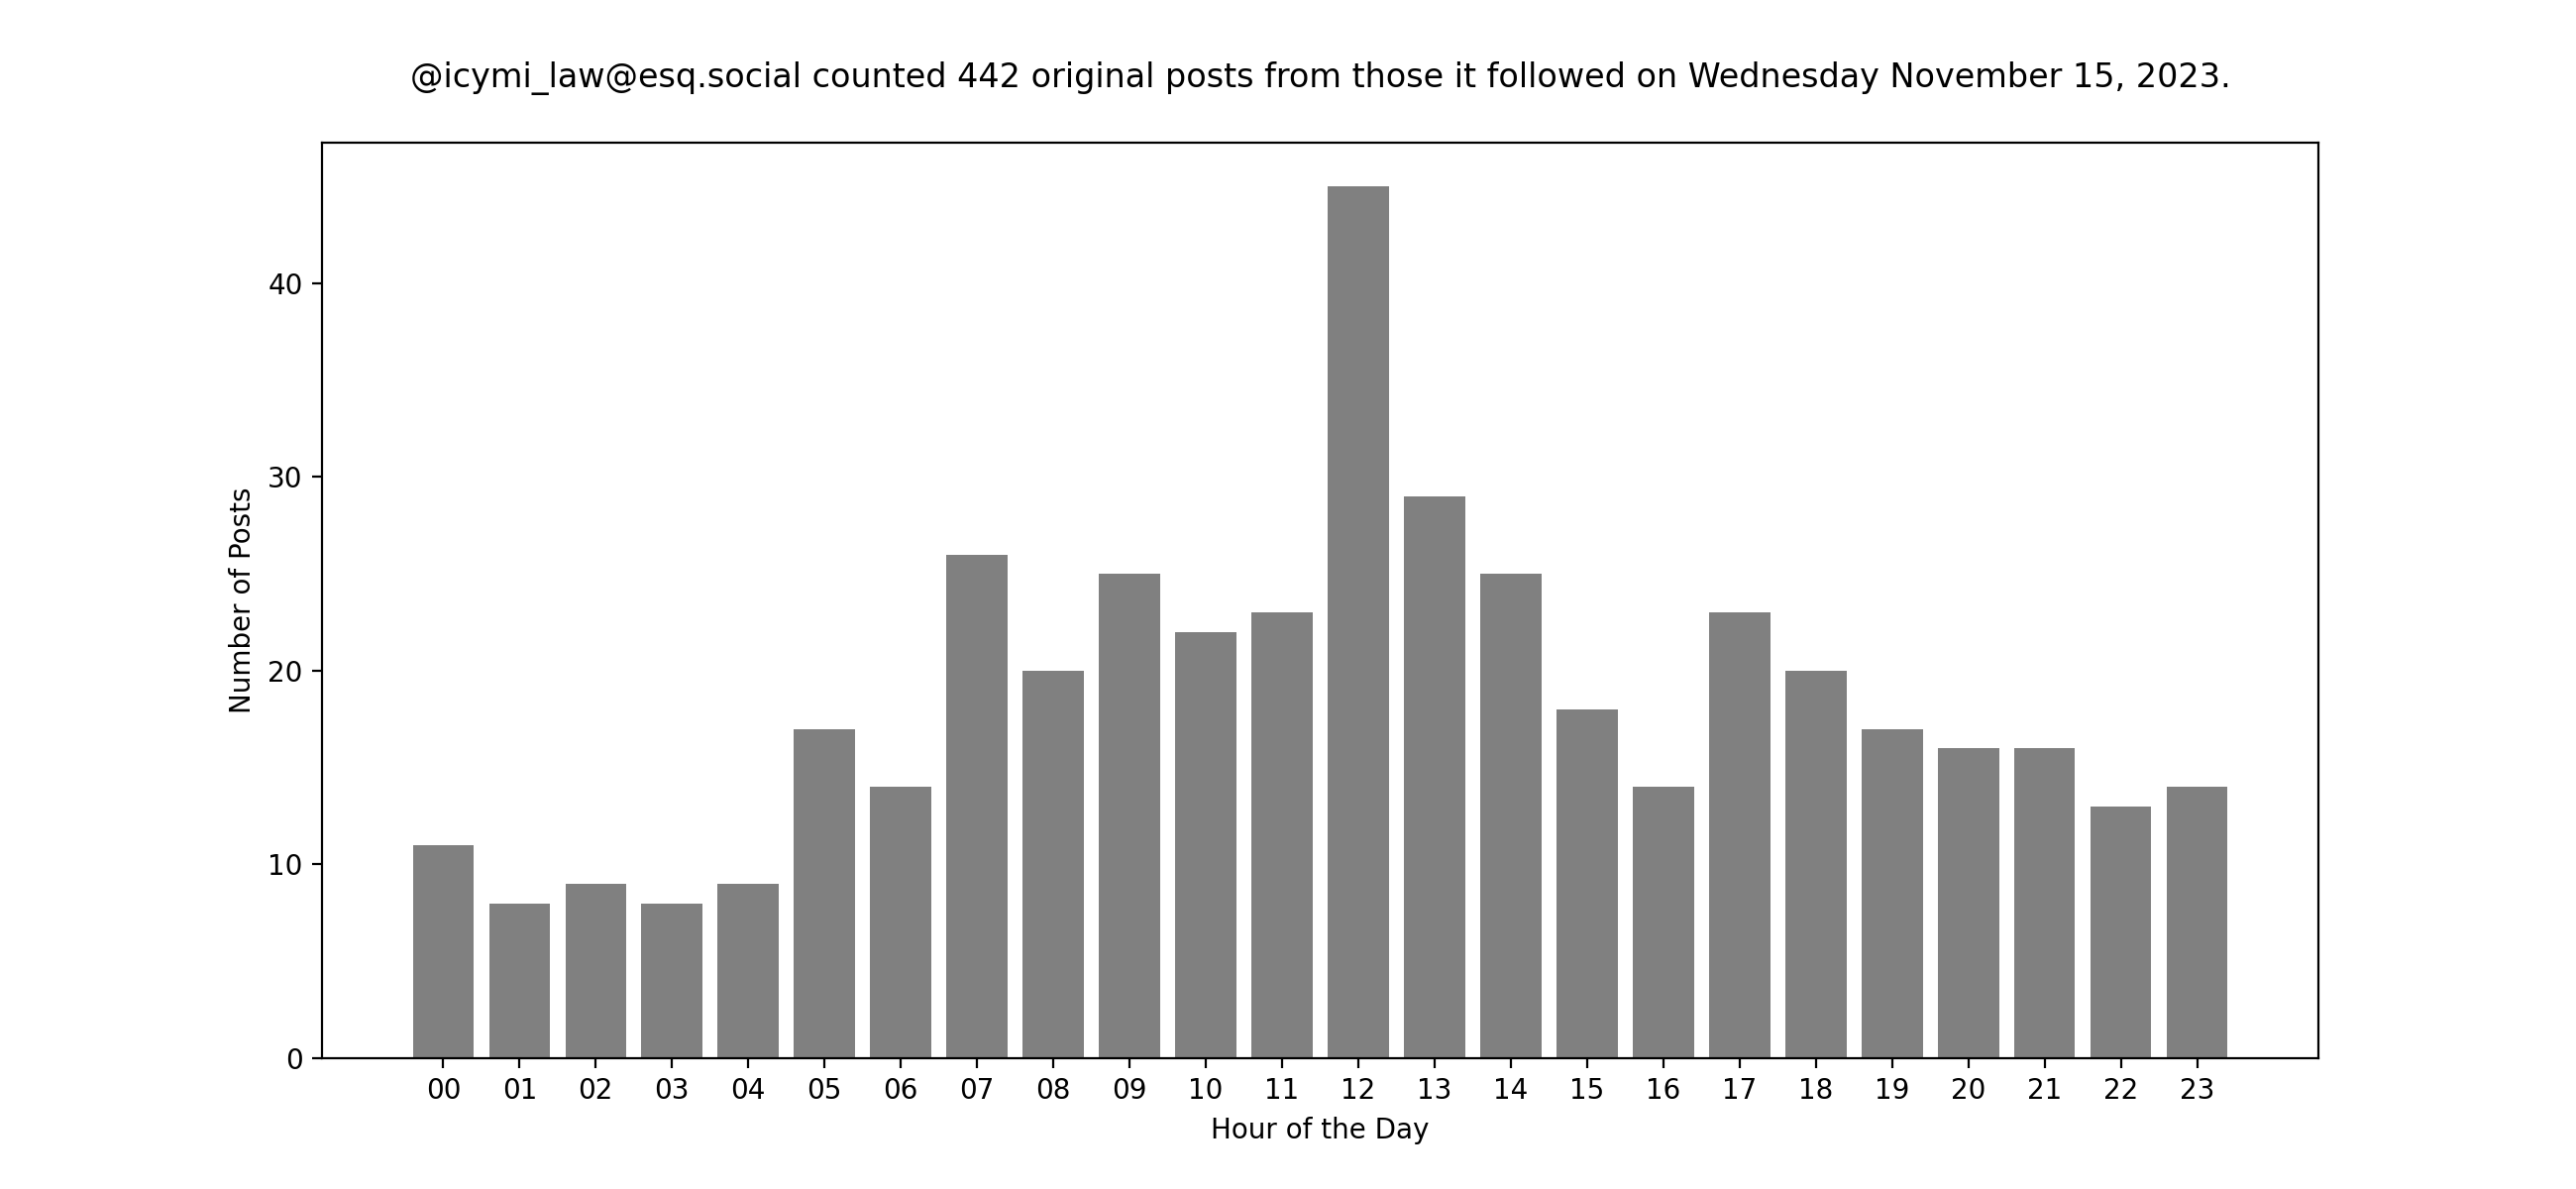 @icymi_law@esq.social counted 442 original posts from those it followed on Wednesday November 15, 2023.
40
30
20
10
0
Number of Posts
00 01 02 03 04 05 06 07 08 09 10 11 12 13 14 15 16 17 18 19 20 21 22 23
Hour of the Day